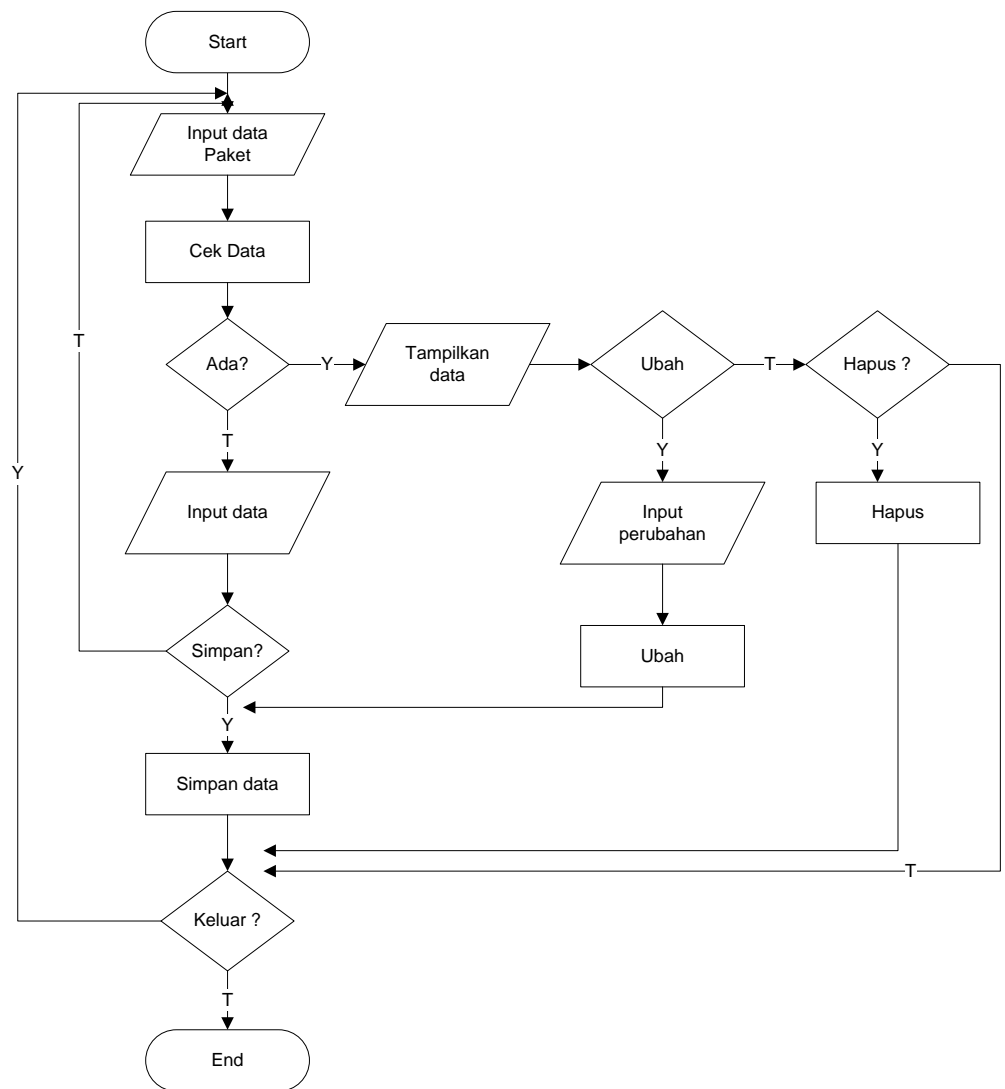 Start
Input data
Paket
Cek Data
T
Ada?
Y
Tampilkan
data
Ubah
T
Hapus ?
T
Y
Y
Y
Input data
Input
perubahan
Hapus
Simpan?
Ubah
Y
Simpan data
T
Keluar ?
T
End